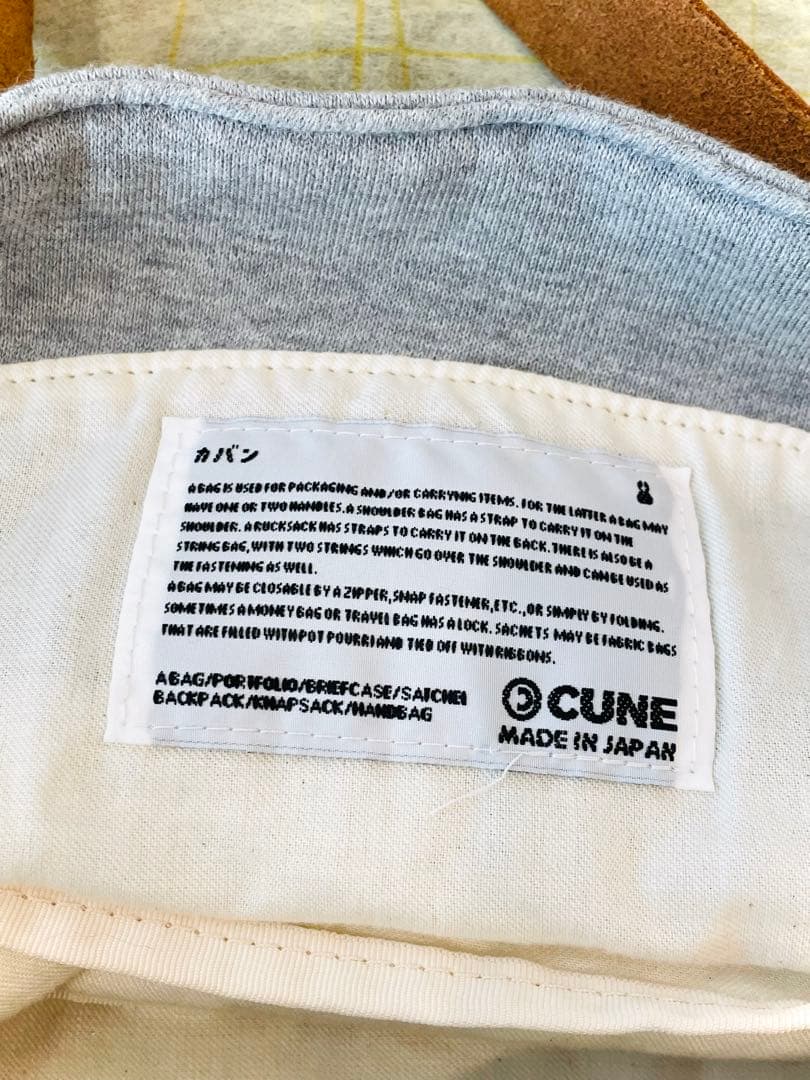 カバン
A BAG IS USED FOR PACKAGING AND/OR CARRYNIG ITEMS. FOR THE LATTER A BAG MAY
HAVE ONE OR TWO HANDLES. A SHOULDER BAG HAS A STRAP TO CARRY IT ON THE
SHOULDER. A RUCKSACK HAS STRAPS TO CARRY IT ON THE BACK. THERE IS ALSO BE A
STRING BAG, WITH TWO STRINGS WHICH GO OVER THE SHOULDER AND CAN BE USED AS
THE FASTENING AS WELL.
A BAG MAY BE CLOSABLE BY A ZIPPER, SNAP FASTENER, ETC., OR SIMPLY BY FOLDING.
SOMETIMES A MONEY BAG OR TRAVEL BAG HAS A LOCK. SACHETS MAY BE FABRIC BAGS
THAT ARE FILLED WITH POT POURRI AND TIED OFF WITH RIBBONS.
A BAG/PORTFOLIO/BRIEFCASE/SATCHEL
BACKPACK/KNAPSACK/HANDBAG
CUNE
MADE IN JAPAN